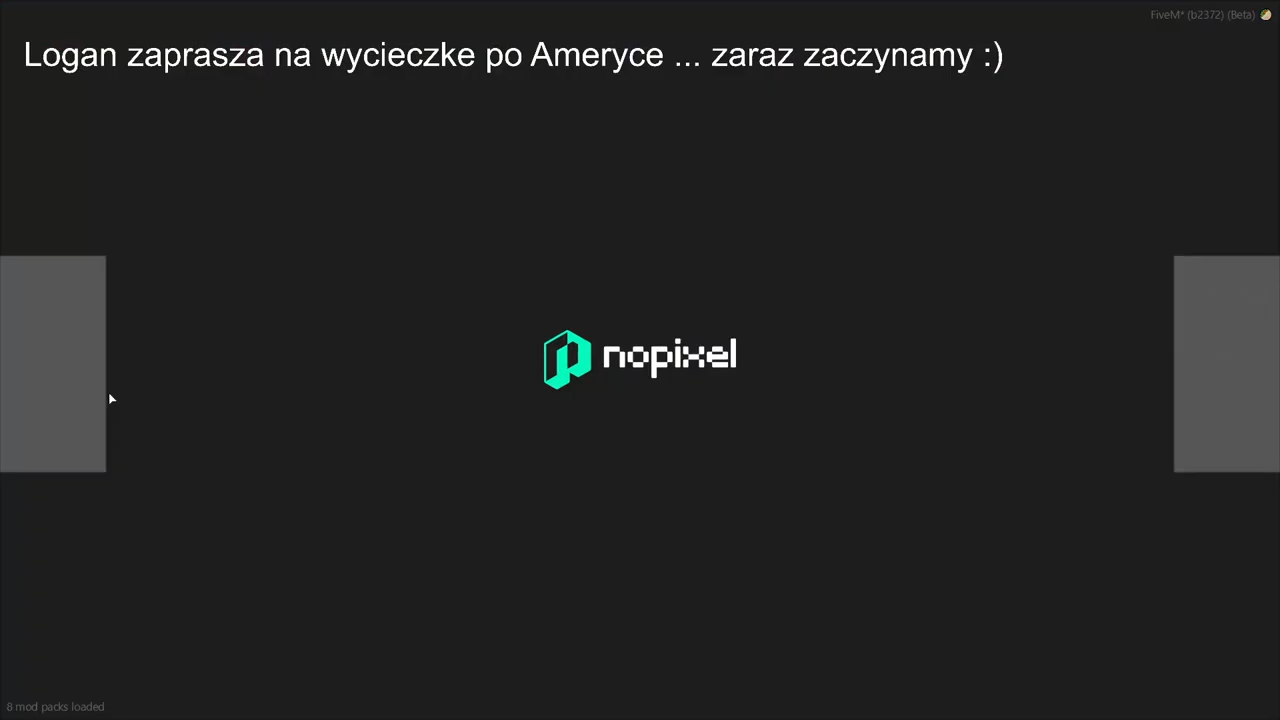 FiveM* (b2372) (Beta)
Logan zaprasza na wycieczke po Ameryce ... zaraz zaczynamy :)
nopixel
8 mod packs loaded